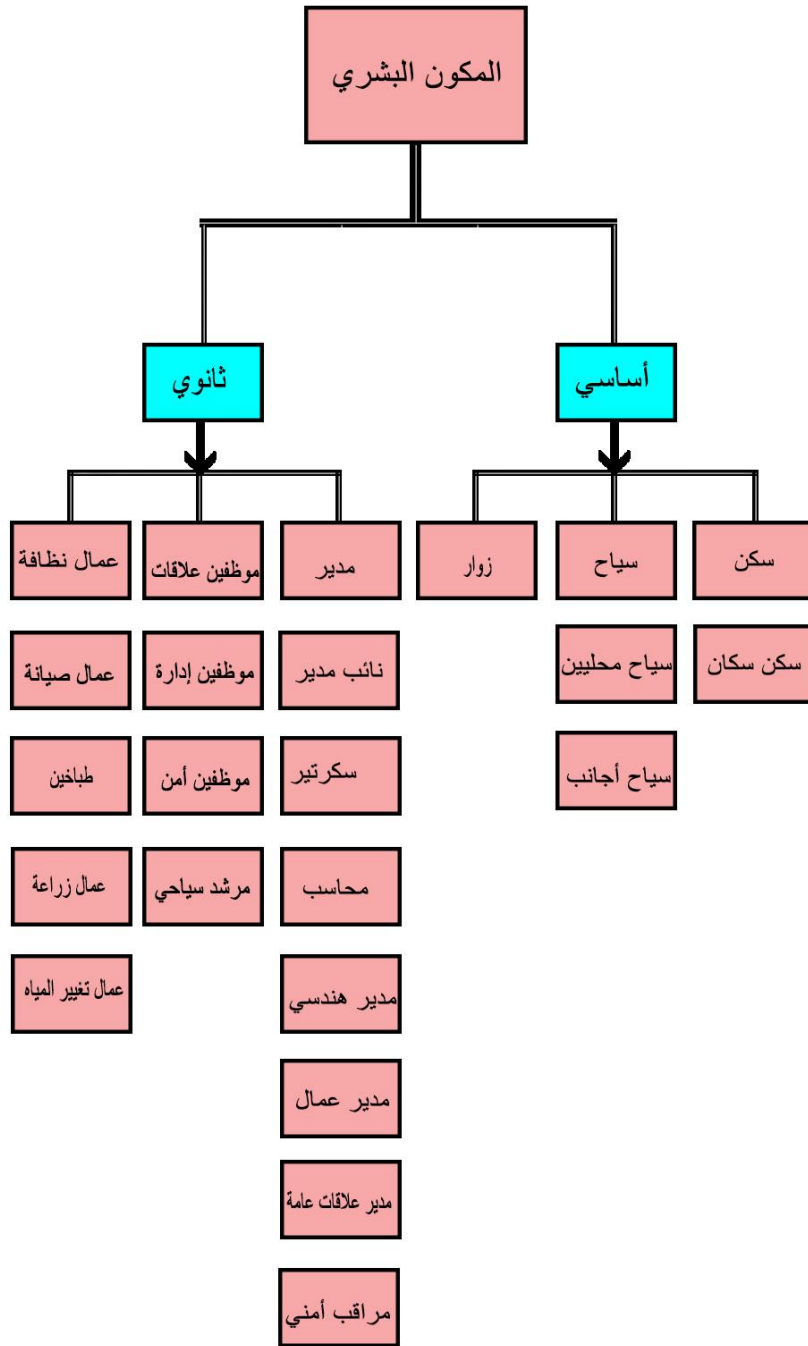 المكون البشري
أساسي
ثانوي
سكن
سياح
زوار
مدير
موظفين علاقات
عمال نظافة
سكن سكان
سياح محليين
نائب مدير
موظفين إدارة
عمال صيانة
سياح أجانب
سكرتير
موظفين أمن
طباخين
محاسب
مرشد سياحي
عمال زراعة
مدير هندسي
عمال تغيير المياه
مدير عمال
مدير علاقات عامة
مراقب أمني